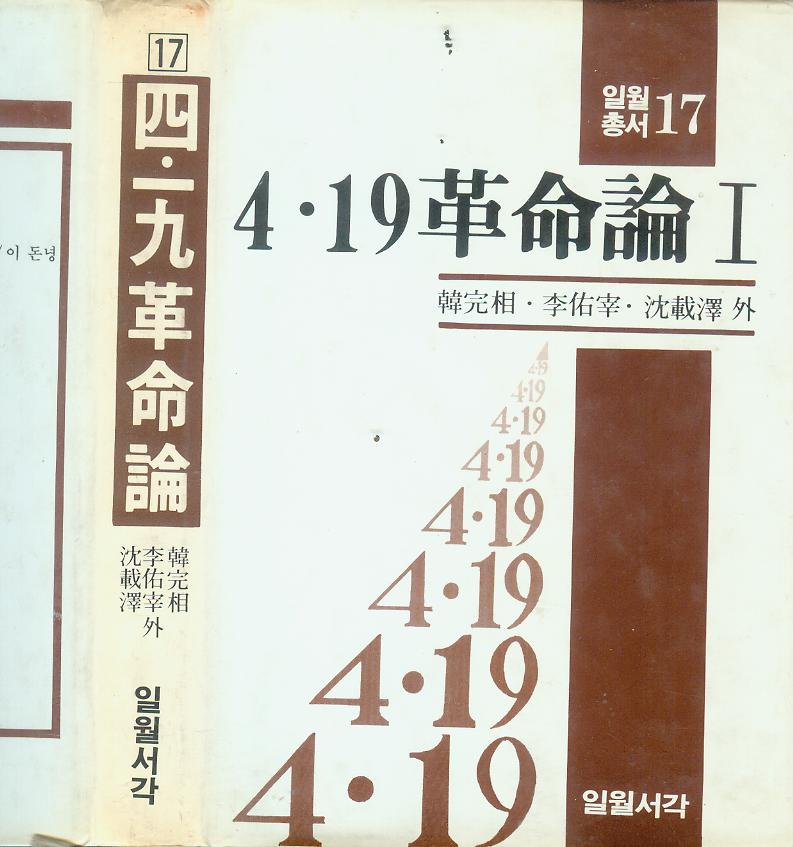 /이 돈녕
17
四·一九革命論
韓完相
李佑宰 外
沈載澤
일월서각
일월
총서 17
4·19革命論 I
韓完相·李佑宰·沈載澤 外
4·19
4·19
4·19
4·19
4·19
4·19
4·19
4·19
일월서각